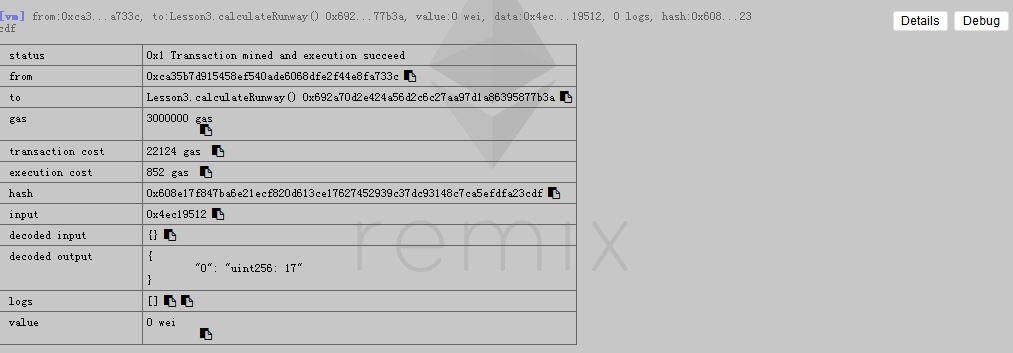 [vm] from:0xca3...a733c, to:Lesson3.calculateRunway() 0x692...77b3a, value:0 wei, data:0x4ec...19512, 0 logs, hash:0x608...23
cdf
Details
Debug
status 0x1 Transaction mined and execution succeed
from 0xca35b7d915458ef540ade6068dfe2f44e8fa733c
to Lesson3.calculateRunway() 0x692a70d2e424a56d2c6c27aa97d1a86395877b3a
gas 3000000 gas
transaction cost 22124 gas
execution cost 852 gas
hash 0x608e17f847ba6e21ecf820d613ce17627452939c37dc93148c7ca5efdfa23cdf
input 0x4ec19512
decoded input {}
decoded output {
"0": "uint256: 17"
}
logs []
value 0 wei
remix